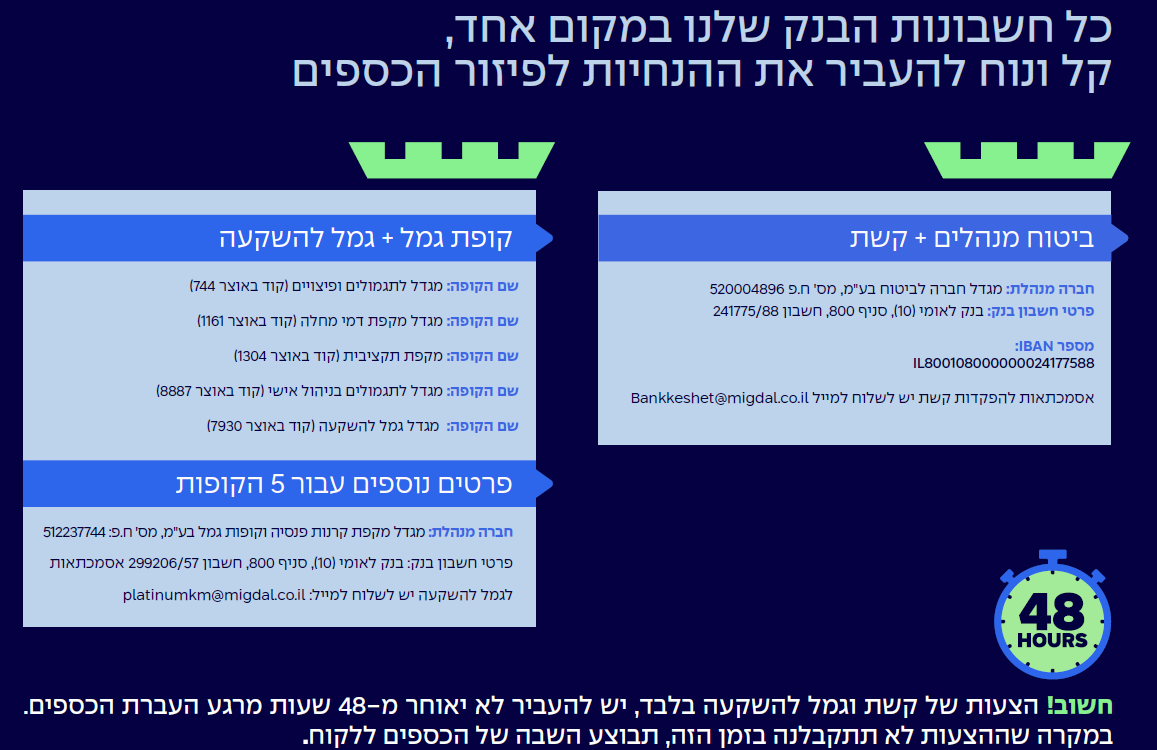 כל חשבונות הבנק שלנו במקום אחד,
קל ונוח להעביר את ההנחיות לפיזור הכספים
ביטוח מנהלים + קשת
חברה מנהלת: מגדל חברה לביטוח בע"מ, מס' ח.פ 520004896
פרטי חשבון בנק: בנק לאומי (10), סניף 800, חשבון 241775/88
מספר IBAN:
IL800108000000024177588
אסמכתאות להפקדות קשת יש לשלוח למייל Bankkeshet@migdal.co.il
קופת גמל + גמל להשקעה
שם הקופה: מגדל לתגמולים ופיצויים (קוד באוצר 744)
שם הקופה: מגדל מקפת דמי מחלה (קוד באוצר 1161)
שם הקופה: מקפת תקציבית (קוד באוצר 1304)
שם הקופה: מגדל לתגמולים בניהול אישי (קוד באוצר 8887)
שם הקופה: מגדל גמל להשקעה (קוד באוצר 7930)
פרטים נוספים עבור 5 הקופות
חברה מנהלת: מגדל מקפת קרנות פנסיה וקופות גמל בע"מ, מס' ח.פ: 512237744
פרטי חשבון בנק: בנק לאומי (10), סניף 800, חשבון 299206/57 אסמכתאות
לגמל להשקעה יש לשלוח למייל: platinumkm@migdal.co.il
48
HOURS
חשוב! הצעות של קשת וגמל להשקעה בלבד, יש להעביר לא יאוחר מ-48 שעות מרגע העברת הכספים.
במקרה שההצעות לא תתקבלנה בזמן הזה, תבוצע השבה של הכספים ללקוח.